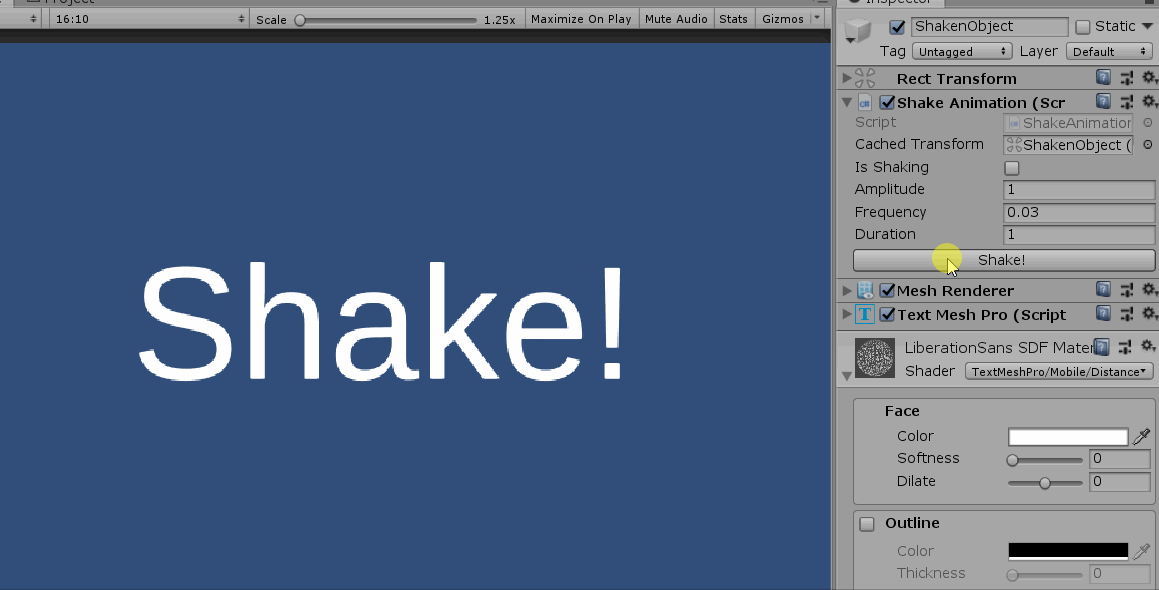 Project
Inspector
16:10 Scale 1.25x Maximize On Play Mute Audio Stats Gizmos
ShakenObject Static
Tag Untagged Layer Default
Rect Transform
Shake Animation (Scr
Script ShakeAnimation
Cached Transform ShakenObject (
Is Shaking
Amplitude 1
Frequency 0.03
Duration 1
Shake!
Shake!
Mesh Renderer
T Text Mesh Pro (Script
LiberationSans SDF Mater
Shader TextMeshPro/Mobile/Distance
Face
Color
Softness 0
Dilate 0
Outline
Color
Thickness 0